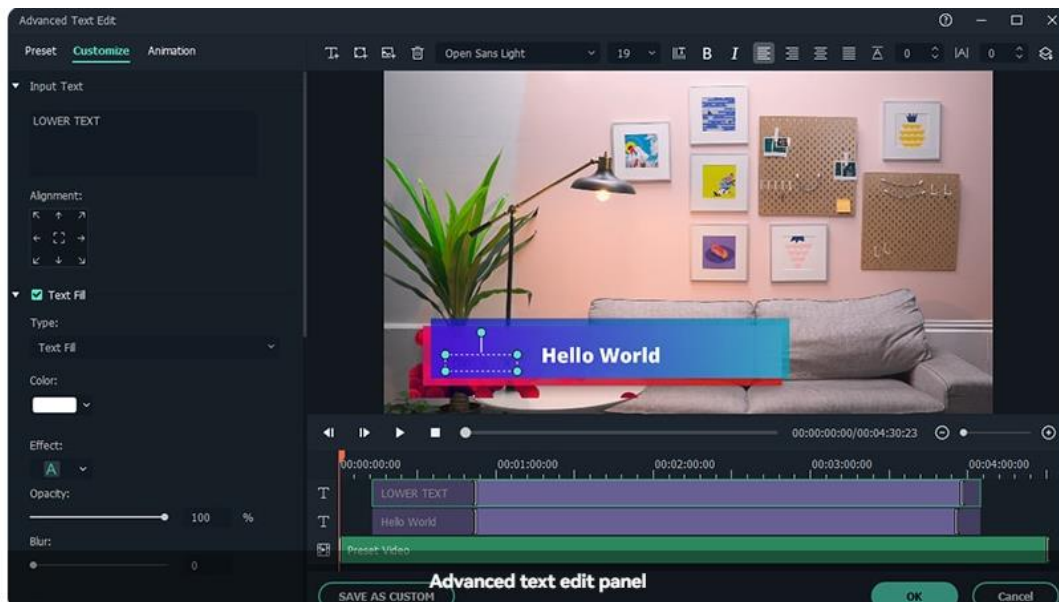 Advanced Text Edit
Preset Customize Animation
Open Sans Light 19 B I 0 0
Input Text
LOWER TEXT
Alignment:
Text Fill
Type:
Text Fill
Color:
Effect:
A
Opacity:
100 %
Blur:
0
Hello World
00:00:00:00/00:04:30:23
00:00:00:00 00:01:00:00 00:02:00:00 00:03:00:00 00:04:00:00
T LOWER TEXT
T Hello World
Preset Video
Advanced text edit panel
SAVE AS CUSTOM OK Cancel